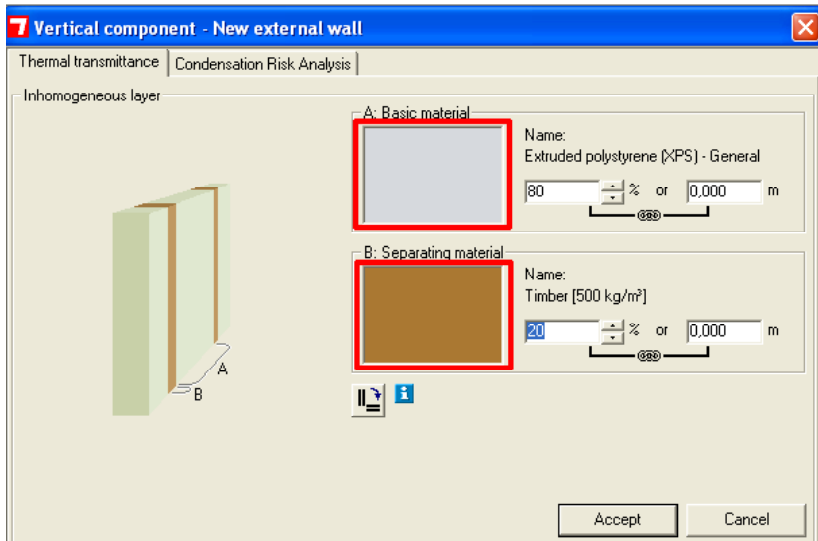 Vertical component - New external wall
Thermal transmittance
Condensation Risk Analysis
Inhomogeneous layer
A
B
A: Basic material
Name:
Extruded polystyrene (XPS) - General
80 % or 0,000 m
B: Separating material
Name:
Timber [500 kg/m³]
20 % or 0,000 m
i
Accept Cancel